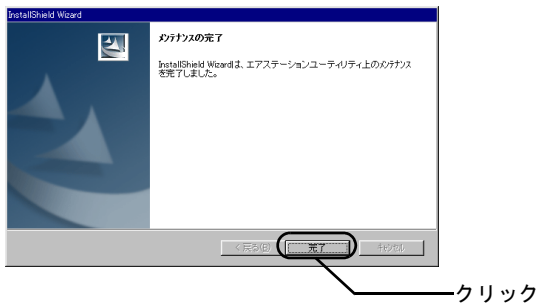 InstallShield Wizard
メンテナンスの完了
InstallShield Wizardは、エアステーションユーティリティ上のメンテナンス
を完了しました。
< 戻る(B)
完了
キャンセル
クリック